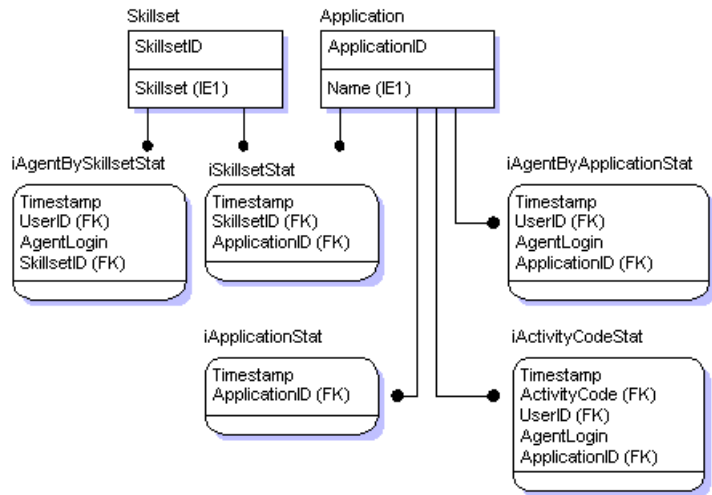 Skillset
SkillsetID
Skillset (IE1)
Application
ApplicationID
Name (IE1)
iAgentBySkillsetStat
Timestamp
UserID (FK)
AgentLogin
SkillsetID (FK)
iSkillsetStat
Timestamp
SkillsetID (FK)
ApplicationID (FK)
iAgentByApplicationStat
Timestamp
UserID (FK)
AgentLogin
ApplicationID (FK)
iApplicationStat
Timestamp
ApplicationID (FK)
iActivityCodeStat
Timestamp
ActivityCode (FK)
UserID (FK)
AgentLogin
ApplicationID (FK)